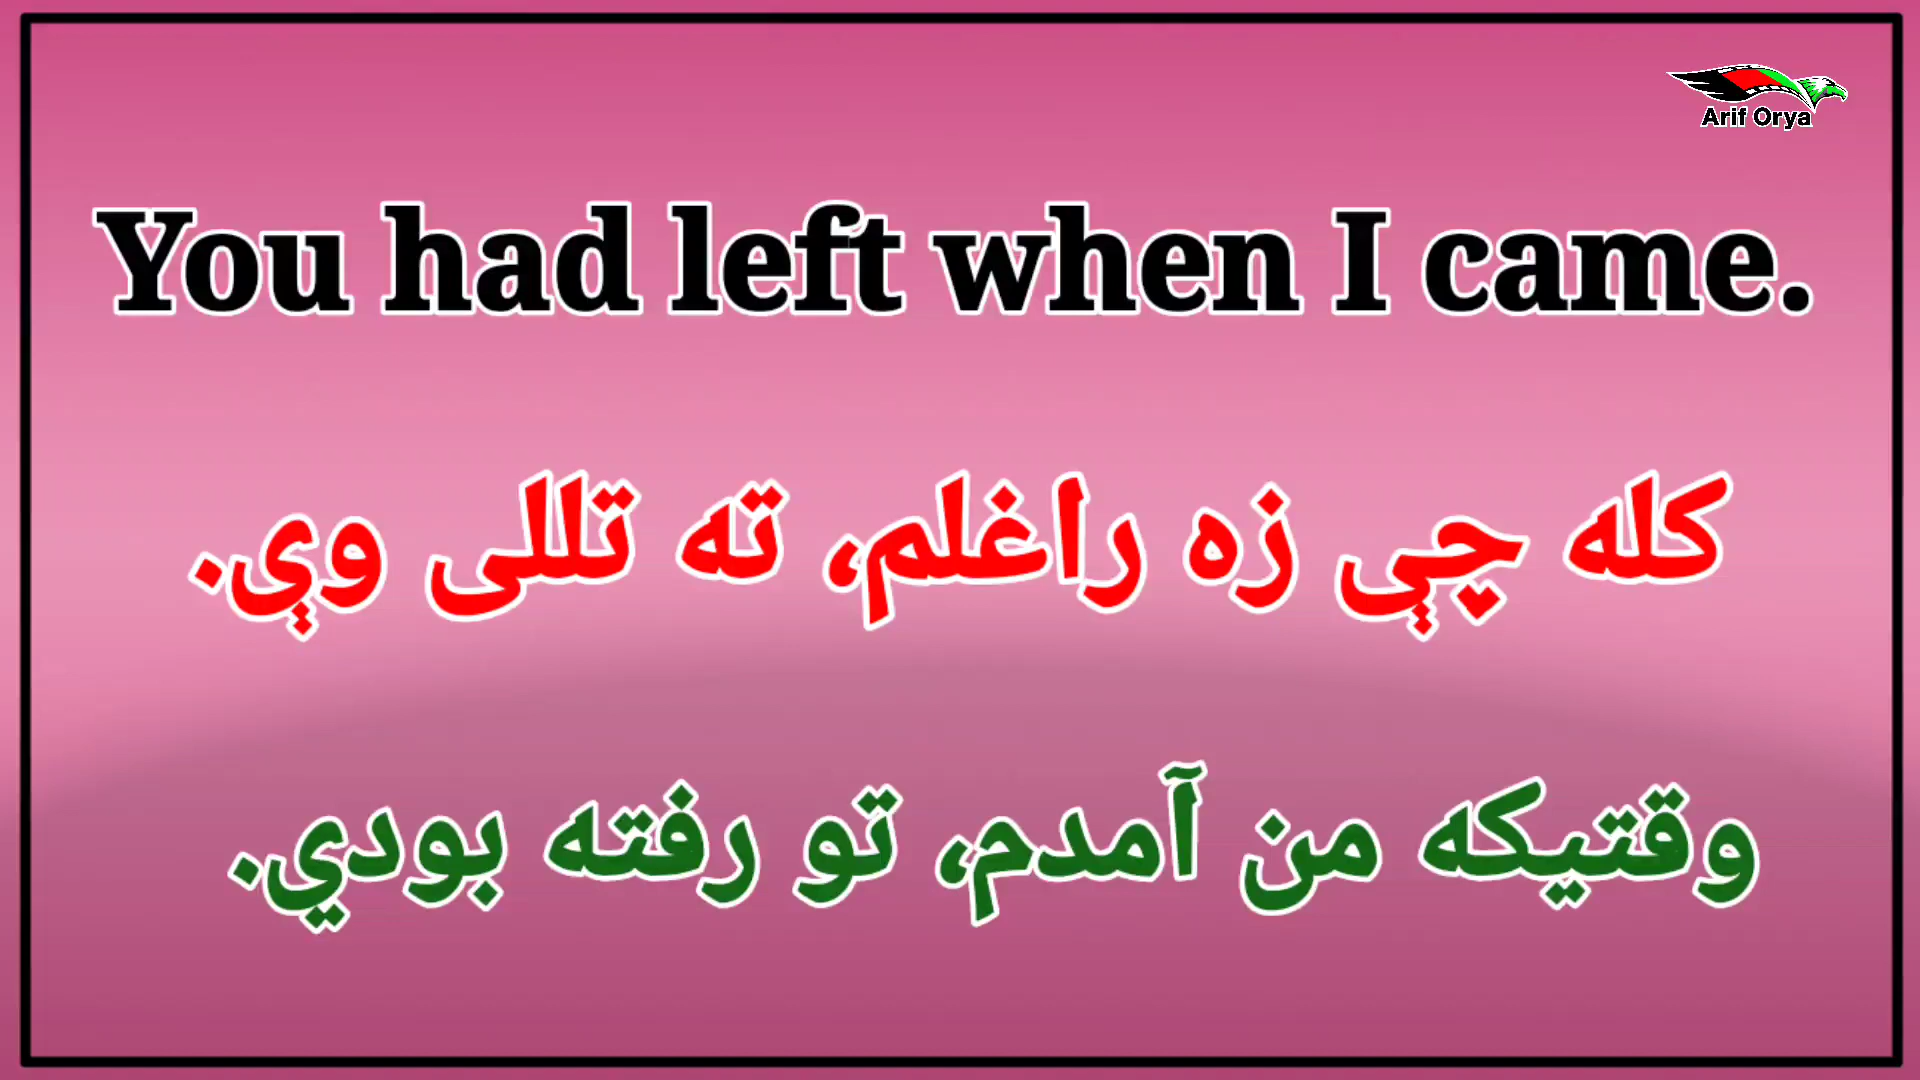 Arif Orya
You had left when I came.
کله چې زه راغلم، ته تللی وې.
وقتیکه من آمدم، تو رفته بودي.